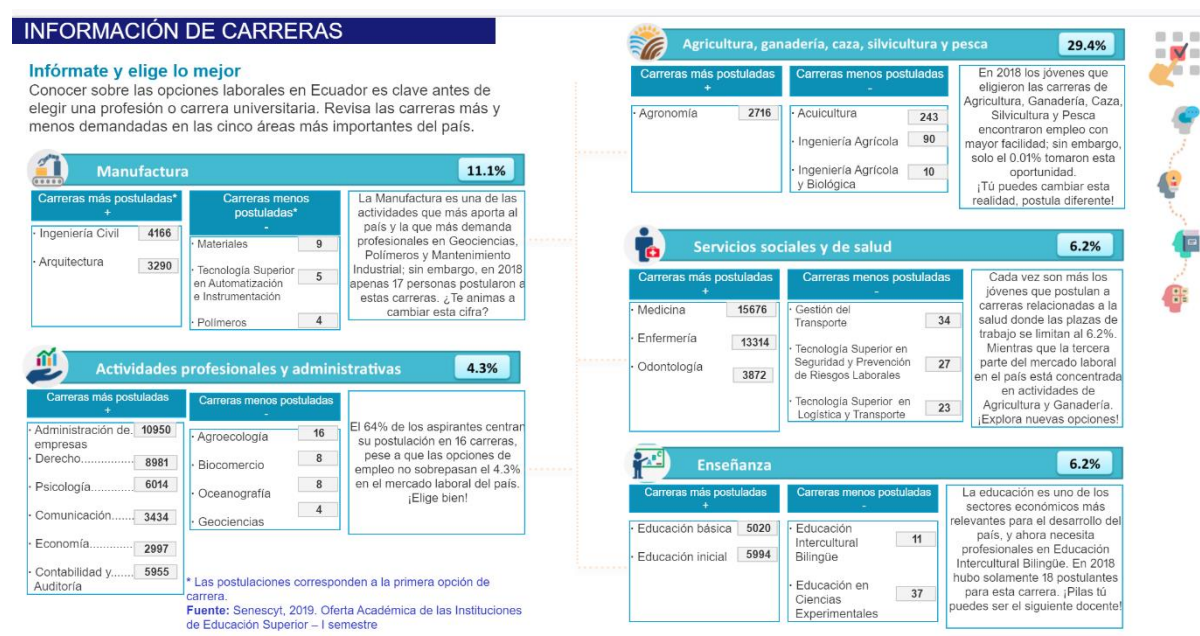 INFORMACIÓN DE CARRERAS
Infórmate y elige lo mejor
Conocer sobre las opciones laborales en Ecuador es clave antes de
elegir una profesión o carrera universitaria. Revisa las carreras más y
menos demandadas en las cinco áreas más importantes del país.
Manufactura 11.1%
Carreras más postuladas*
+
· Ingeniería Civil 4166
· Arquitectura 3290
Carreras menos
postuladas*
-
· Materiales 9
· Tecnología Superior
en Automatización 5
e Instrumentación
· Polímeros 4
La Manufactura es una de las
actividades que más aporta al
país y la que más demanda
profesionales en Geociencias,
Polímeros y Mantenimiento
Industrial; sin embargo, en 2018
apenas 17 personas postularon a
estas carreras. ¿Te animas a
cambiar esta cifra?
Actividades profesionales y administrativas 4.3%
Carreras más postuladas
+
· Administración de 10950
empresas
· Derecho............... 8981
· Psicología............ 6014
· Comunicación....... 3434
· Economía............. 2997
· Contabilidad y....... 5955
Auditoría
Carreras menos postuladas
-
· Agroecología 16
· Biocomercio 8
· Oceanografía 8
· Geociencias 4
El 64% de los aspirantes centran
su postulación en 16 carreras,
pese a que las opciones de
empleo no sobrepasan el 4.3%
en el mercado laboral del país.
¡Elige bien!
* Las postulaciones corresponden a la primera opción de
carrera.
Fuente: Senescyt, 2019. Oferta Académica de las Instituciones
de Educación Superior – I semestre
Agricultura, ganadería, caza, silvicultura y pesca 29.4%
Carreras más postuladas
+
· Agronomía 2716
Carreras menos postuladas
-
· Acuicultura 243
· Ingeniería Agrícola 90
· Ingeniería Agrícola 10
y Biológica
En 2018 los jóvenes que
eligieron las carreras de
Agricultura, Ganadería, Caza,
Silvicultura y Pesca
encontraron empleo con
mayor facilidad; sin embargo,
solo el 0.01% tomaron esta
oportunidad.
¡Tú puedes cambiar esta
realidad, postula diferente!
Servicios sociales y de salud 6.2%
Carreras más postuladas
+
· Medicina 15676
· Enfermería 13314
· Odontología 3872
Carreras menos postuladas
-
· Gestión del
Transporte 34
· Tecnología Superior en
Seguridad y Prevención 27
de Riesgos Laborales
· Tecnología Superior en
Logística y Transporte 23
Cada vez son más los
jóvenes que postulan a
carreras relacionadas a la
salud donde las plazas de
trabajo se limitan al 6.2%.
Mientras que la tercera
parte del mercado laboral
en el país está concentrada
en actividades de
Agricultura y Ganadería.
¡Explora nuevas opciones!
Enseñanza 6.2%
Carreras más postuladas
+
· Educación básica 5020
· Educación inicial 5994
Carreras menos postuladas
-
· Educación
Intercultural 11
Bilingüe
· Educación en
Ciencias 37
Experimentales
La educación es uno de los
sectores económicos más
relevantes para el desarrollo del
país, y ahora necesita
profesionales en Educación
Intercultural Bilingüe. En 2018
hubo solamente 18 postulantes
para esta carrera. ¡Pilas tú
puedes ser el siguiente docente!